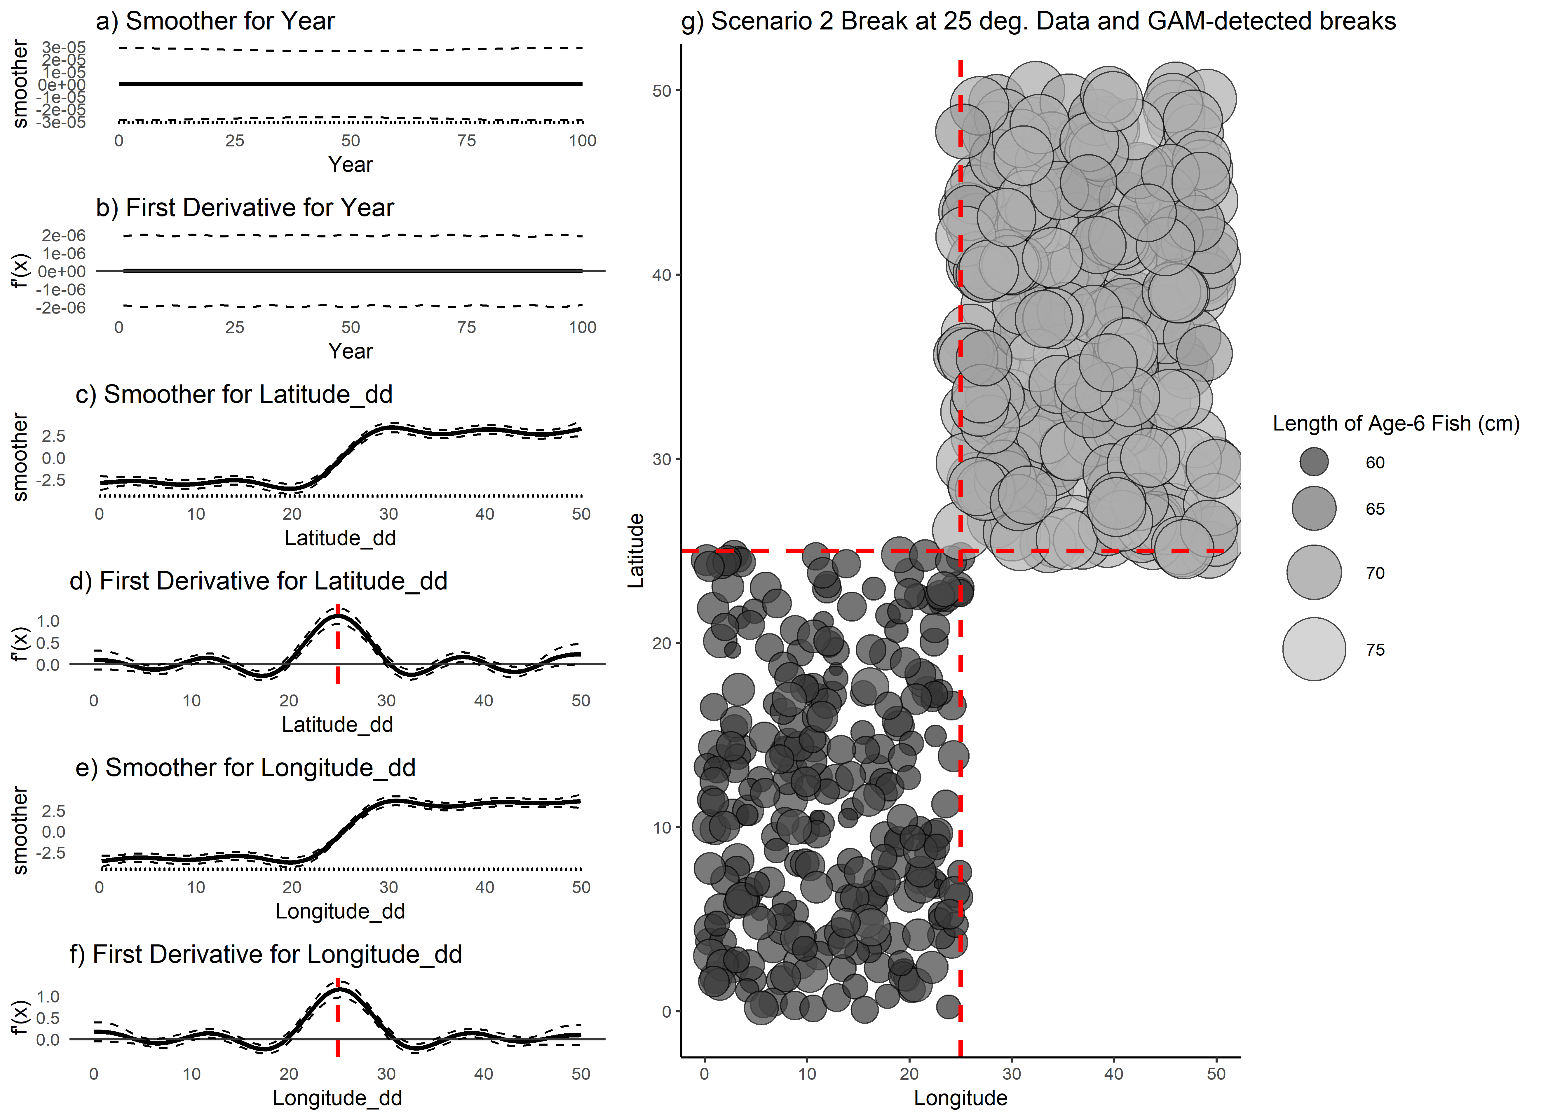 a) Smoother for Year
smoother
3e-05
2e-05
1e-05
0e+00
-1e-05
-2e-05
-3e-05
0 25 50 75 100
Year
b) First Derivative for Year
f'(x)
2e-06
1e-06
0e+00
-1e-06
-2e-06
0 25 50 75 100
Year
c) Smoother for Latitude_dd
smoother
2.5
0.0
-2.5
0 10 20 30 40 50
Latitude_dd
d) First Derivative for Latitude_dd
f'(x)
1.0
0.5
0.0
0 10 20 30 40 50
Latitude_dd
e) Smoother for Longitude_dd
smoother
2.5
0.0
-2.5
0 10 20 30 40 50
Longitude_dd
f) First Derivative for Longitude_dd
f'(x)
1.0
0.5
0.0
0 10 20 30 40 50
Longitude_dd
g) Scenario 2 Break at 25 deg. Data and GAM-detected breaks
Latitude
50
40
30
20
10
0
0 10 20 30 40 50
Longitude
Length of Age-6 Fish (cm)
60
65
70
75